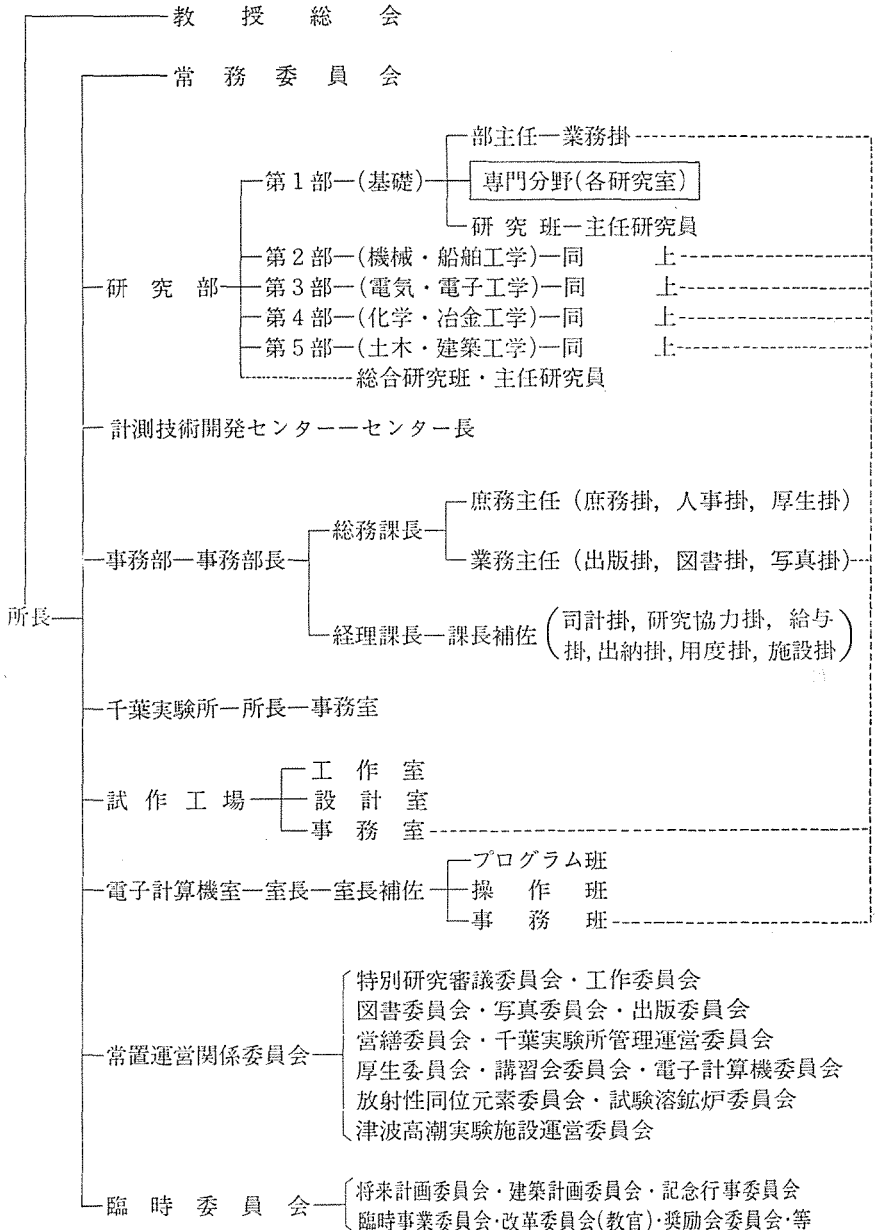 教授総会
常務委員会
部主任―業務掛
第1部―(基礎)
専門分野(各研究室)
研究班―主任研究員
第2部―(機械・船舶工学)―同上
研究部
第3部―(電気・電子工学)―同上
第4部―(化学・冶金工学)―同上
第5部―(土木・建築工学)―同上
総合研究班・主任研究員
計測技術開発センター―センター長
庶務主任(庶務掛,人事掛,厚生掛)
総務課長
事務部―事務部長
業務主任(出版掛,図書掛,写真掛)
所長
経理課長―課長補佐(司計掛,研究協力掛,給与
掛,出納掛,用度掛,施設掛)
千葉実験所―所長―事務室
工作室
試作工場
設計室
事務室
プログラム班
電子計算機室―室長―室長補佐
操作班
事務班
特別研究審議委員会・工作委員会
図書委員会・写真委員会・出版委員会
常置運営関係委員会
営繕委員会・千葉実験所管理運営委員会
厚生委員会・講習会委員会・電子計算機委員会
放射性同位元素委員会・試験溶鉱炉委員会
津波高潮実験施設運営委員会
臨時委員会
将来計画委員会・建築計画委員会・記念行事委員会
臨時事業委員会・改革委員会(教官)・奨励会委員会・等